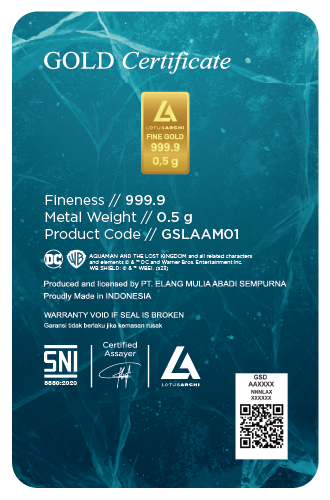 GOLD Certificate
LOTUSARCHI
FINE GOLD
999.9
0,5 g
Fineness // 999.9
Metal Weight // 0.5 g
Product Code // GSLAAM01
DC WB AQUAMAN AND THE LOST KINGDOM and all related characters
and elements © & ™ DC and Warner Bros. Entertainment Inc.
WB SHIELD: © & ™ WBEI. (s23)
Produced and licensed by PT. ELANG MULIA ABADI SEMPURNA
Proudly Made in INDONESIA
WARRANTY VOID IF SEAL IS BROKEN
Garansi tidak berlaku jika kemasan rusak
SNI
8880:2020
Certified
Assayer
LOTUSARCHI
GSD
AAXXXX
NNNLAX
XXXXXX